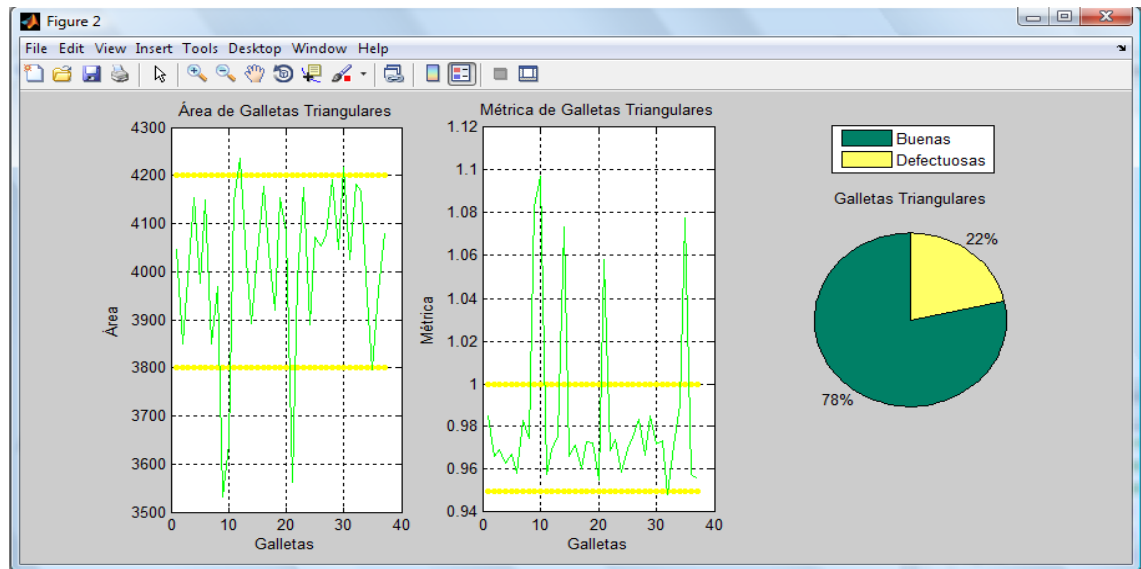 Figure 2
File Edit View Insert Tools Desktop Window Help
Área de Galletas Triangulares
4300
4200
4100
4000
3900
3800
3700
3600
3500
Área
0 10 20 30 40
Galletas
Métrica de Galletas Triangulares
1.12
1.1
1.08
1.06
1.04
1.02
1
0.98
0.96
0.94
Métrica
0 10 20 30 40
Galletas
Buenas
Defectuosas
Galletas Triangulares
22%
78%